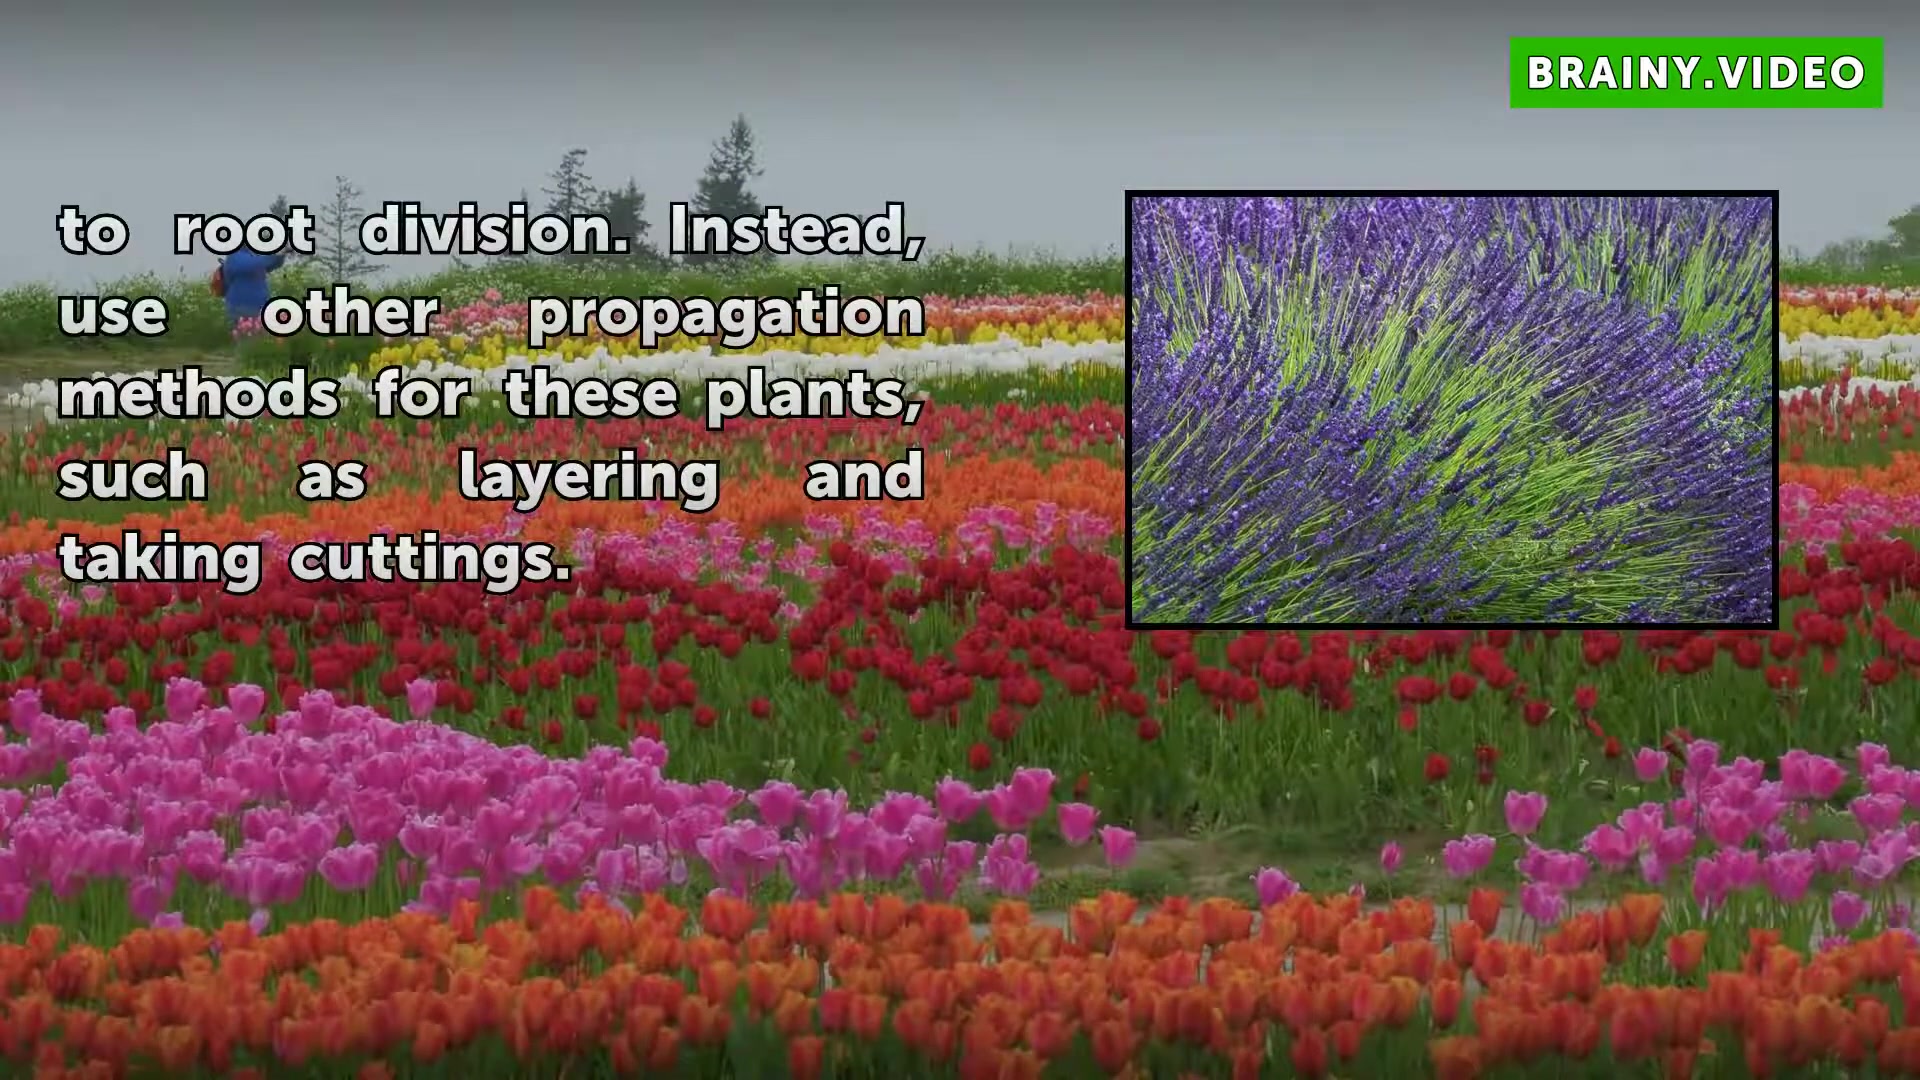 BRAINY.VIDEO
to root division. Instead,
use other propagation
methods for these plants,
such as layering and
taking cuttings.